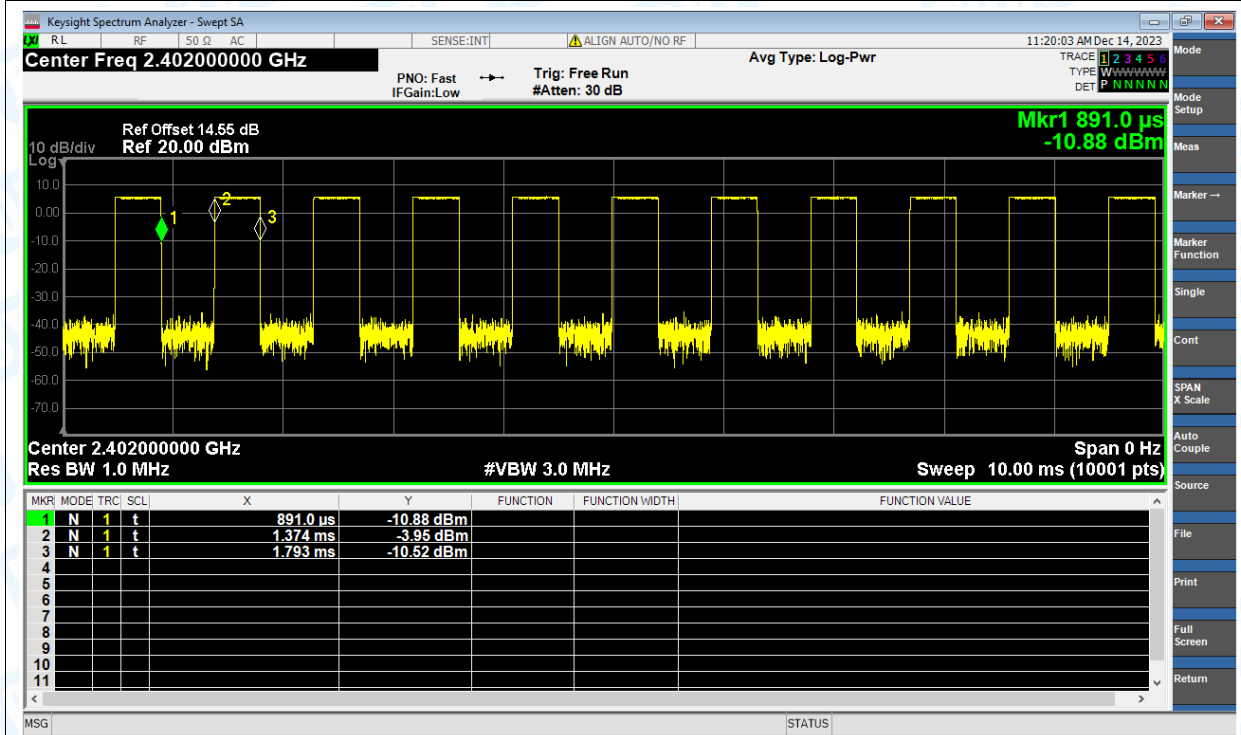 Keysight Spectrum Analyzer - Swept SA
LXI RL RF 50 Ω AC SENSE:INT ALIGN AUTO/NO RF 11:20:03 AM Dec 14, 2023
Center Freq 2.402000000 GHz
PNO: Fast
IFGain:Low
Trig: Free Run
#Atten: 30 dB
Avg Type: Log-Pwr
TRACE 1 2 3 4 5 6
TYPE WWWWWWW
DET P N N N N N
Ref Offset 14.55 dB
Ref 20.00 dBm
10 dB/div
Log
Mkr1 891.0 µs
-10.88 dBm
10.0
0.00
-10.0
-20.0
-30.0
-40.0
-50.0
-60.0
-70.0
1
2
3
Center 2.402000000 GHz
Res BW 1.0 MHz
#VBW 3.0 MHz
Span 0 Hz
Sweep 10.00 ms (10001 pts)
MKR MODE TRC SCL X Y FUNCTION FUNCTION WIDTH FUNCTION VALUE
1 N 1 t 891.0 µs -10.88 dBm
2 N 1 t 1.374 ms -3.95 dBm
3 N 1 t 1.793 ms -10.52 dBm
4
5
6
7
8
9
10
11
MSG STATUS
Mode
Mode
Setup
Meas
Marker →
Marker
Function
Single
Cont
SPAN
X Scale
Auto
Couple
Source
File
Print
Full
Screen
Return